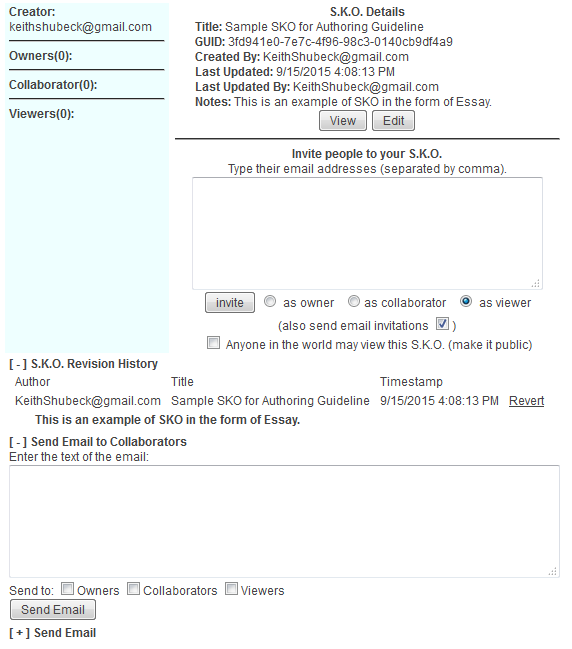 Creator:
keithshubeck@gmail.com
Owners(0):
Collaborator(0):
Viewers(0):
S.K.O. Details
Title: Sample SKO for Authoring Guideline
GUID: 3fd941e0-7e7c-4f96-98c3-0140cb9df4a9
Created By: KeithShubeck@gmail.com
Last Updated: 9/15/2015 4:08:13 PM
Last Updated By: KeithShubeck@gmail.com
Notes: This is an example of SKO in the form of Essay.
View Edit
Invite people to your S.K.O.
Type their email addresses (separated by comma).
invite as owner as collaborator as viewer
(also send email invitations )
Anyone in the world may view this S.K.O. (make it public)
[ - ] S.K.O. Revision History
Author Title Timestamp
KeithShubeck@gmail.com Sample SKO for Authoring Guideline 9/15/2015 4:08:13 PM Revert
This is an example of SKO in the form of Essay.
[ - ] Send Email to Collaborators
Enter the text of the email:
Send to: Owners Collaborators Viewers
Send Email
[ + ] Send Email